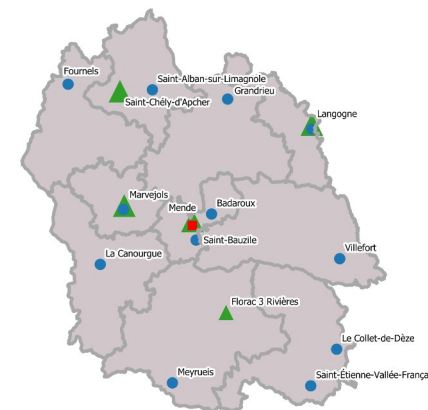 Fournels
Saint-Alban-sur-Limagnole
Grandrieu
Saint-Chély-d'Apcher
Langogne
Marvejols
Mende
Badaroux
Saint-Bauzile
La Canourgue
Villefort
Florac 3 Rivières
Le Collet-de-Dèze
Meyrueis
Saint-Étienne-Vallée-França